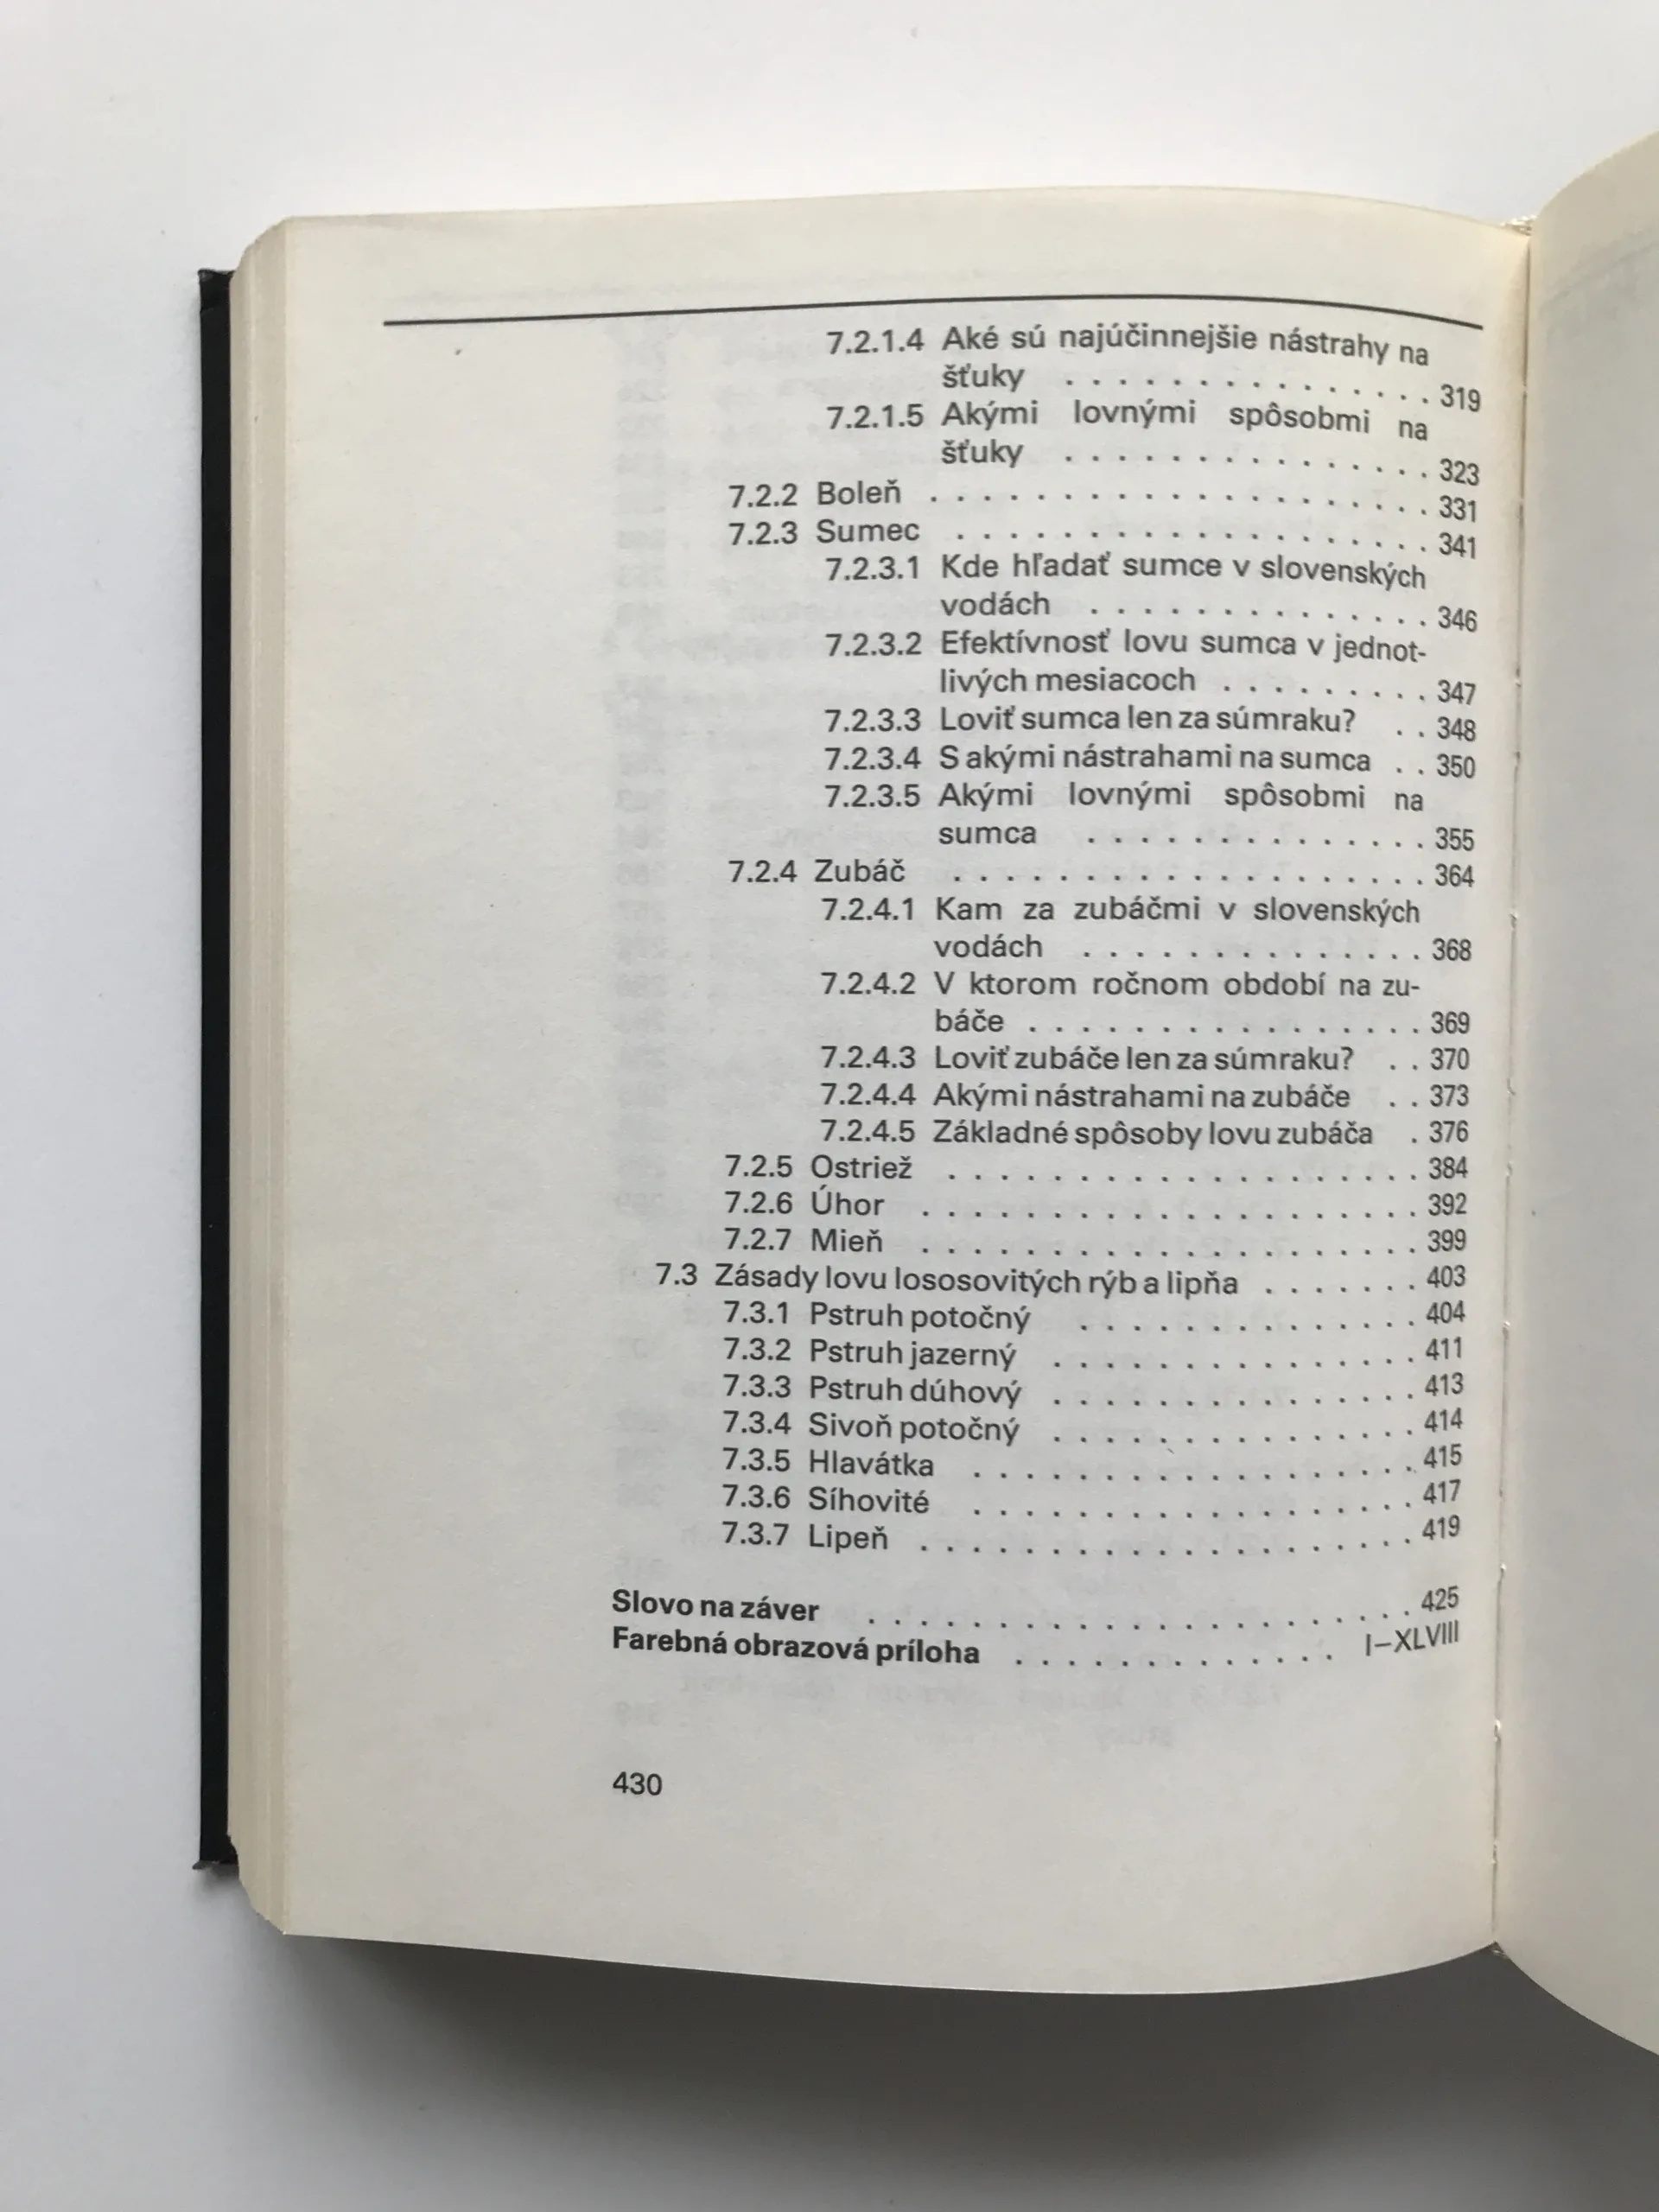 7.2.1.4 Aké sú najúčinnejšie nástrahy na
šťuky . . . . . . . . . . . . . . 319
7.2.1.5 Akými lovnými spôsobmi na
šťuky . . . . . . . . . . . . . . 323
7.2.2 Boleň . . . . . . . . . . . . . . . . . . . 331
7.2.3 Sumec . . . . . . . . . . . . . . . . . . 341
7.2.3.1 Kde hľadať sumce v slovenských
vodách . . . . . . . . . . . . . 346
7.2.3.2 Efektívnosť lovu sumca v jednot-
livých mesiacoch . . . . . . . . 347
7.2.3.3 Loviť sumca len za súmraku? . . 348
7.2.3.4 S akými nástrahami na sumca . . 350
7.2.3.5 Akými lovnými spôsobmi na
sumca . . . . . . . . . . . . . 355
7.2.4 Zubáč . . . . . . . . . . . . . . . . . . 364
7.2.4.1 Kam za zubáčmi v slovenských
vodách . . . . . . . . . . . . . 368
7.2.4.2 V ktorom ročnom období na zu-
báče . . . . . . . . . . . . . . . 369
7.2.4.3 Loviť zubáče len za súmraku? . . 370
7.2.4.4 Akými nástrahami na zubáče . . 373
7.2.4.5 Základné spôsoby lovu zubáča . 376
7.2.5 Ostriež . . . . . . . . . . . . . . . . . . 384
7.2.6 Úhor . . . . . . . . . . . . . . . . . . . 392
7.2.7 Mieň . . . . . . . . . . . . . . . . . . . 399
7.3 Zásady lovu lososovitých rýb a lipňa . . . . . . 403
7.3.1 Pstruh potočný . . . . . . . . . . . . . 404
7.3.2 Pstruh jazerný . . . . . . . . . . . . . . 411
7.3.3 Pstruh dúhový . . . . . . . . . . . . . . 413
7.3.4 Sivoň potočný . . . . . . . . . . . . . . 414
7.3.5 Hlavátka . . . . . . . . . . . . . . . . . 415
7.3.6 Síhovité . . . . . . . . . . . . . . . . . 417
7.3.7 Lipeň . . . . . . . . . . . . . . . . . . . 419
Slovo na záver . . . . . . . . . . . . . . . . . . . . . 425
Farebná obrazová príloha . . . . . . . . . . . . . I–XLVIII
430